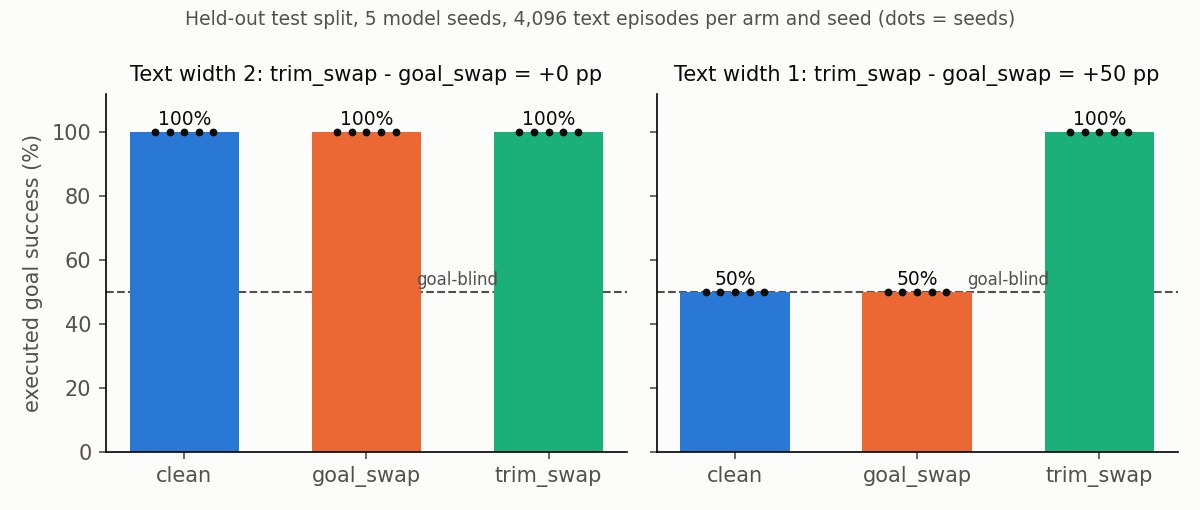 Held-out test split, 5 model seeds, 4,096 text episodes per arm and seed (dots = seeds)
Text width 2: trim_swap - goal_swap = +0 pp
executed goal success (%)
100
80
60
40
20
0
100%
100%
100%
goal-blind
clean
goal_swap
trim_swap
Text width 1: trim_swap - goal_swap = +50 pp
50%
50%
100%
goal-blind
clean
goal_swap
trim_swap